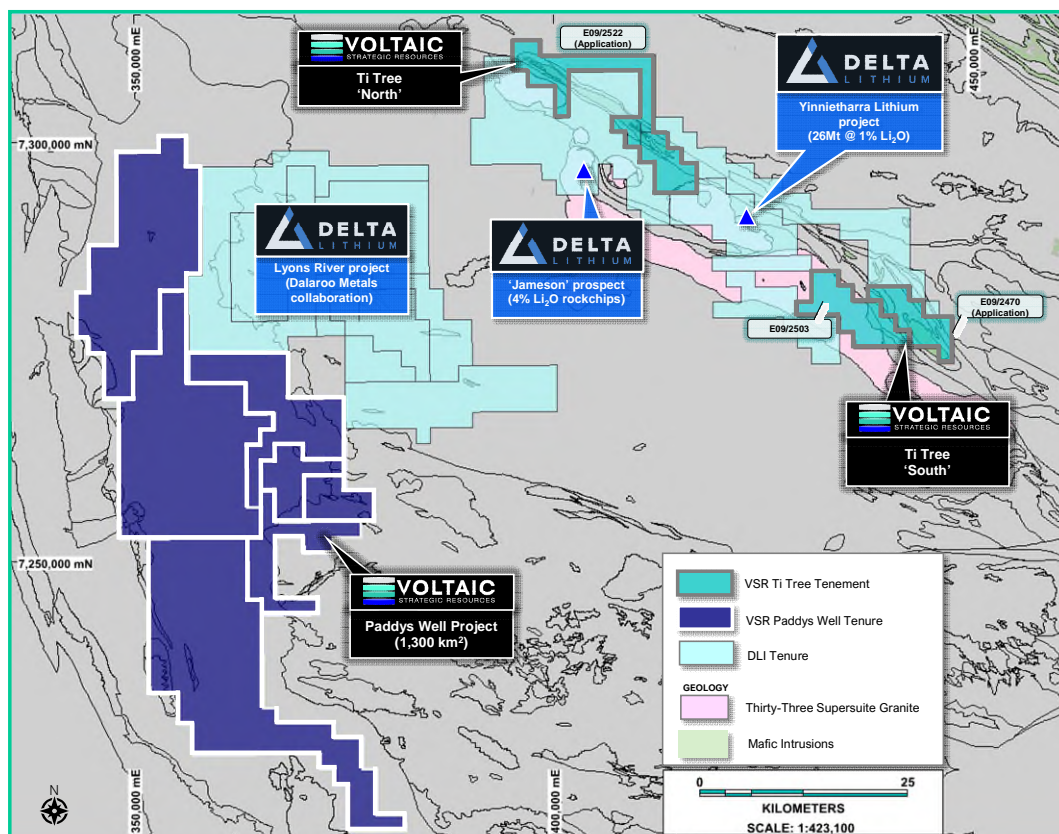 350,000 mE
450,000 mE
VOLTAIC
STRATEGIC RESOURCES
Ti Tree
‘North’
E09/2522
(Application)
DELTA
LITHIUM
Yinnietharra Lithium
project
(26Mt @ 1% Li₂O)
7,300,000 mN
DELTA
LITHIUM
Lyons River project
(Dalaroo Metals
collaboration)
DELTA
LITHIUM
‘Jameson’ prospect
(4% Li₂O rockchips)
E09/2503
E09/2470
(Application)
VOLTAIC
STRATEGIC RESOURCES
Ti Tree
‘South’
7,250,000 mN
VOLTAIC
STRATEGIC RESOURCES
Paddys Well Project
(1,300 km²)
VSR Ti Tree Tenement
VSR Paddys Well Tenure
DLI Tenure
GEOLOGY
Thirty-Three Supersuite Granite
Mafic Intrusions
0 25
KILOMETERS
SCALE: 1:423,100
N
350,000 mE
400,000 mE